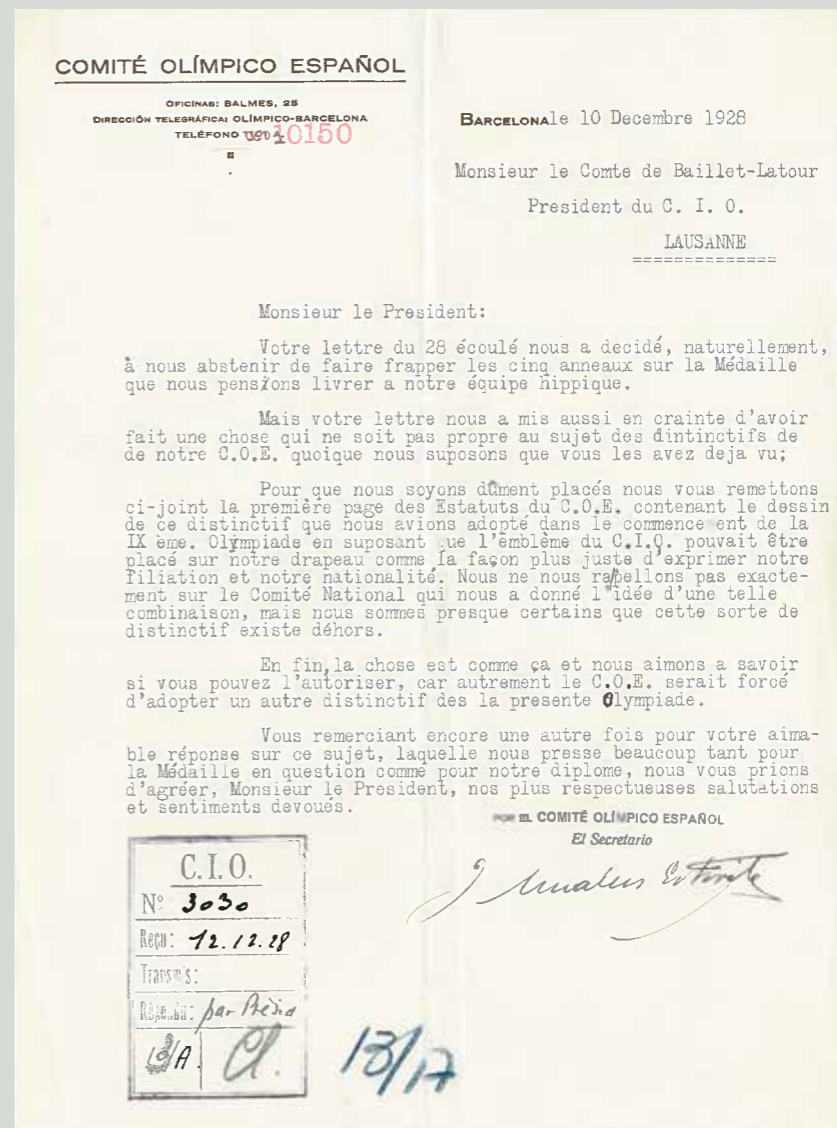 COMITÉ OLÍMPICO ESPAÑOL
OFICINAS: BALMES, 28
DIRECCIÓN TELEGRÁFICA: OLÍMPICO-BARCELONA
TELÉFONO 10150
BARCELONA le 10 Decembre 1928
Monsieur le Comte de Baillet-Latour
President du C. I. O.
LAUSANNE
==============
Monsieur le President:
Votre lettre du 28 écoulé nous a decidé, naturellement,
à nous abstenir de faire frapper les cinq anneaux sur la Médaille
que nous pensions livrer a notre équipe hippique.
Mais votre lettre nous a mis aussi en crainte d'avoir
fait une chose qui ne soit pas propre au sujet des dintinctifs de
de notre C.O.E. quoique nous suposons que vous les avez deja vu;
Pour que nous soyons dûment placés nous vous remettons
ci-joint la première page des Estatuts du C.O.E. contenant le dessin
de ce distinctif que nous avions adopté dans le commence ent de la
IX ème. Olympiade en suposant ue l'emblème du C.I.O. pouvait être
placé sur notre drapeau comme la façon plus juste d'exprimer notre
filiation et notre nationalité. Nous ne nous rapellons pas exacte-
ment sur le Comité National qui nous a donné l'idée d'une telle
combinaison, mais nous sommes presque certains que cette sorte de
distinctif existe déhors.
En fin,la chose est comme ça et nous aimons a savoir
si vous pouvez l'autoriser, car autrement le C.O.E. serait forcé
d'adopter un autre distinctif des la presente Olympiade.
Vous remerciant encore une autre fois pour votre aima-
ble réponse sur ce sujet, laquelle nous presse beaucoup tant pour
la Médaille en question comme pour notre diplome, nous vous prions
d'agréer, Monsieur le President, nos plus respectueuses salutations
et sentiments devoués.
POR EL COMITÉ OLÍMPICO ESPAÑOL
El Secretario
C.I.O.
Nº 3030
Reçu: 12.12.28
Transmis:
Répondu: par Présid
A. Cl.
13/17